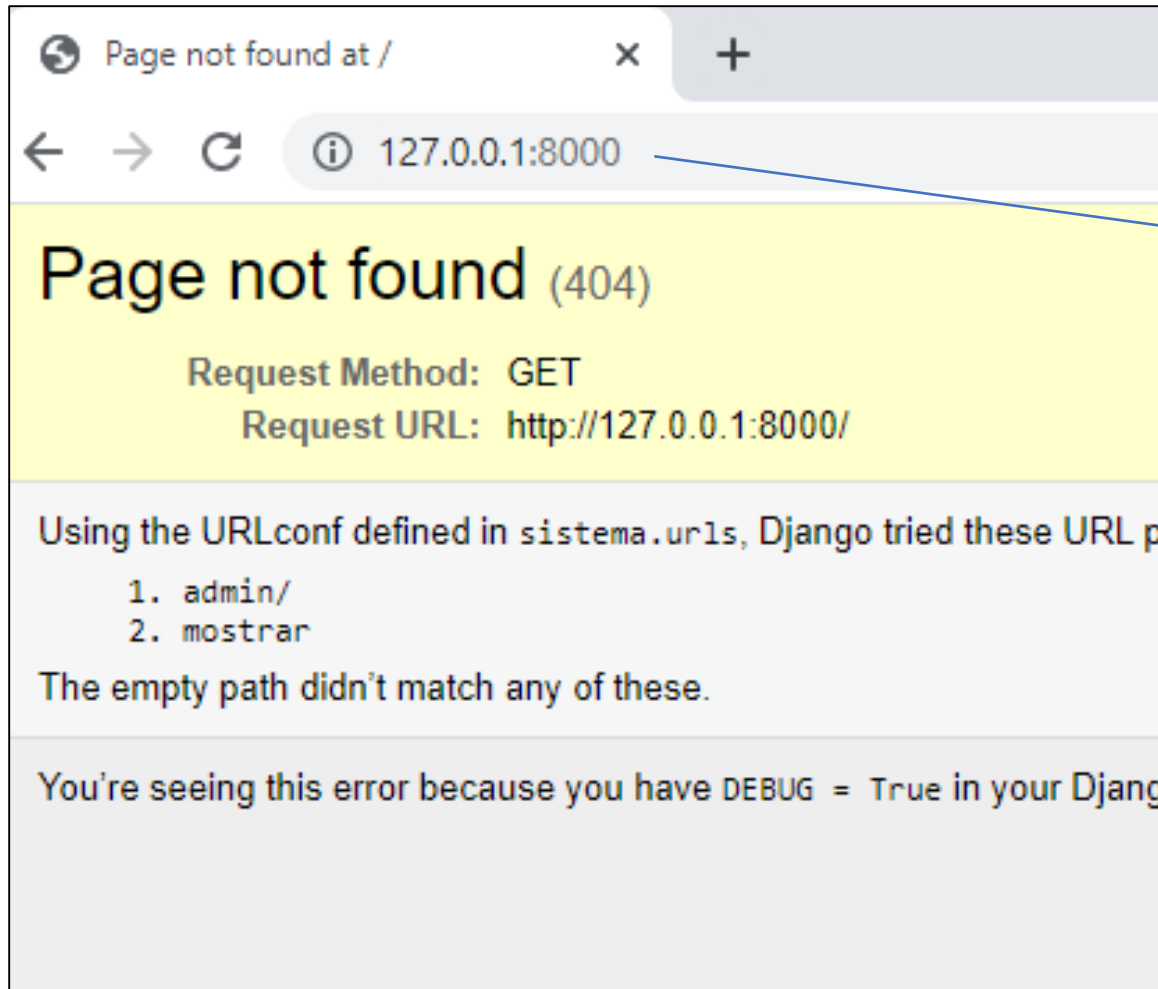 Page not found at /
127.0.0.1:8000
Page not found (404)
Request Method: GET
Request URL: http://127.0.0.1:8000/
Using the URLconf defined in sistema.urls, Django tried these URL
1. admin/
2. mostrar
The empty path didn’t match any of these.
You’re seeing this error because you have DEBUG = True in your